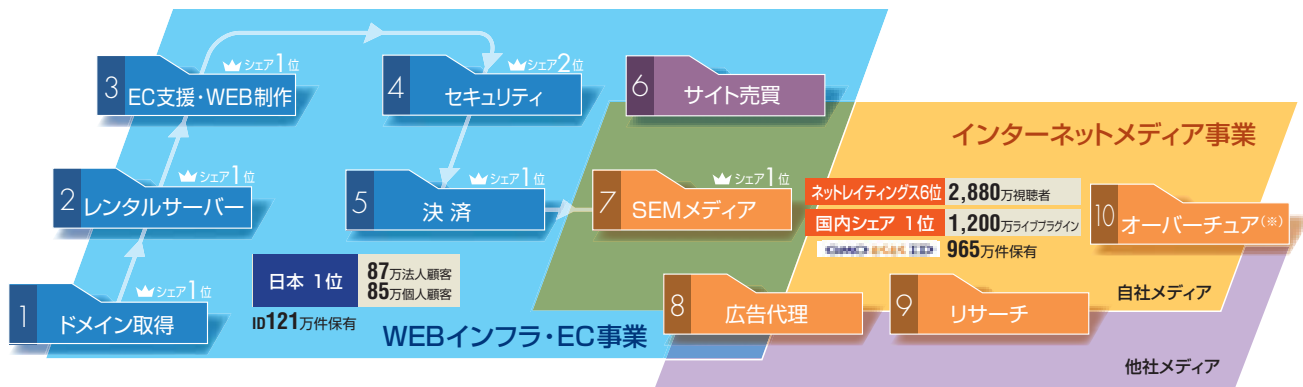 3 EC支援・WEB制作
シェア1位
4 セキュリティ
シェア2位
6 サイト売買
インターネットメディア事業
2 レンタルサーバー
シェア1位
5 決済
シェア1位
7 SEMメディア
シェア1位
ネットレイティングス6位 2,880万視聴者
国内シェア 1位 1,200万ライブプラグイン
965万件保有
10 オーバーチュア(※)
1 ドメイン取得
シェア1位
日本 1位
87万法人顧客
85万個人顧客
ID121万件保有
WEBインフラ・EC事業
8 広告代理
9 リサーチ
自社メディア
他社メディア